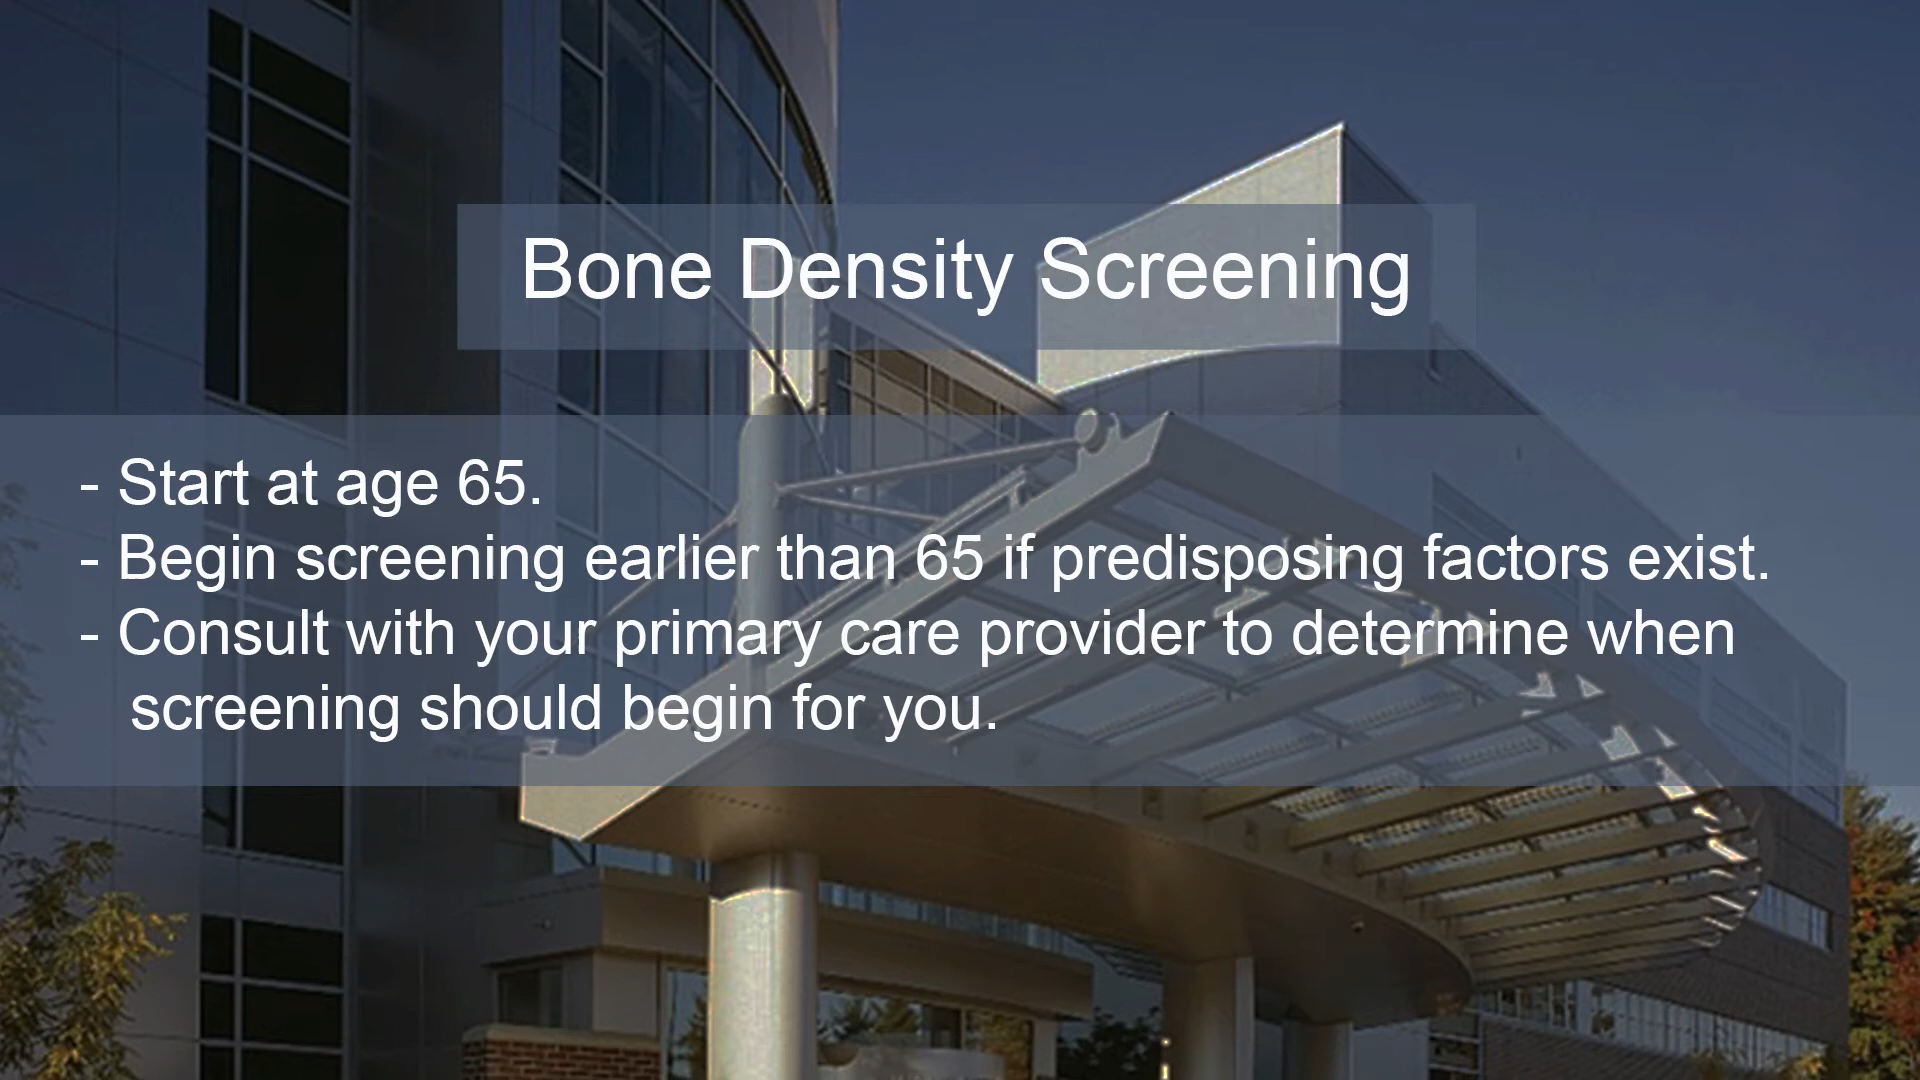 Bone Density Screening
- Start at age 65.
- Begin screening earlier than 65 if predisposing factors exist.
- Consult with your primary care provider to determine when
screening should begin for you.